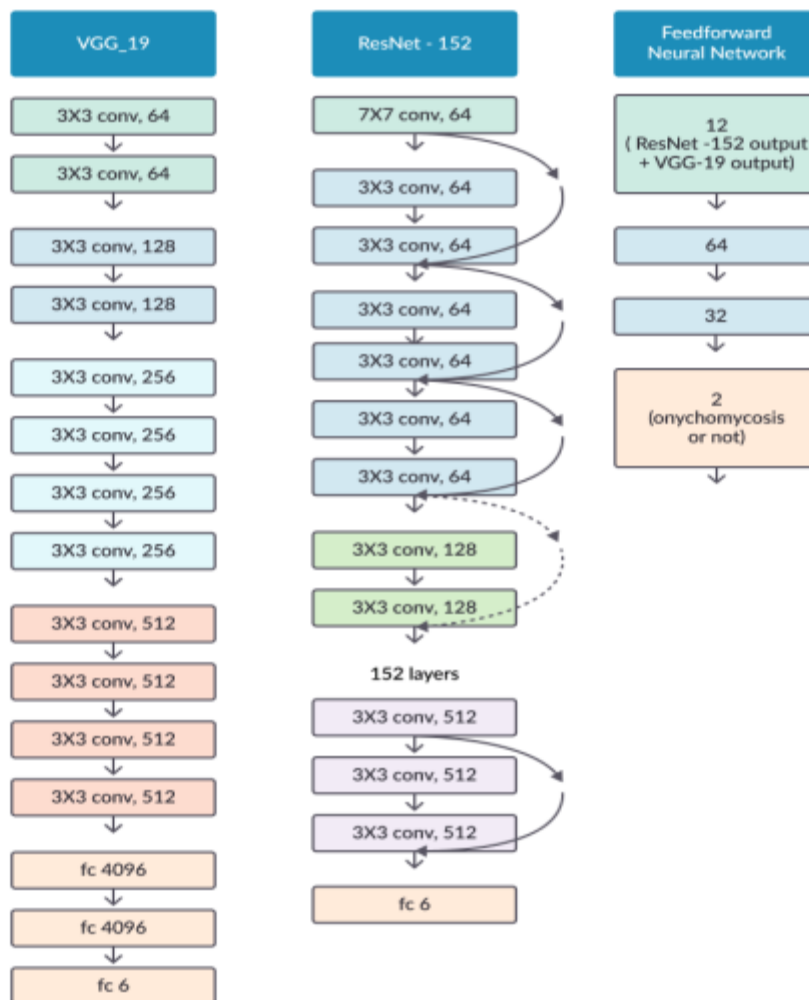 VGG_19
3X3 conv, 64
3X3 conv, 64
3X3 conv, 128
3X3 conv, 128
3X3 conv, 256
3X3 conv, 256
3X3 conv, 256
3X3 conv, 256
3X3 conv, 512
3X3 conv, 512
3X3 conv, 512
3X3 conv, 512
fc 4096
fc 4096
fc 6
ResNet - 152
7X7 conv, 64
3X3 conv, 64
3X3 conv, 64
3X3 conv, 64
3X3 conv, 64
3X3 conv, 64
3X3 conv, 64
3X3 conv, 128
3X3 conv, 128
152 layers
3X3 conv, 512
3X3 conv, 512
3X3 conv, 512
fc 6
Feedforward
Neural Network
12
( ResNet -152 output
+ VGG-19 output)
64
32
2
(onychomycosis
or not)